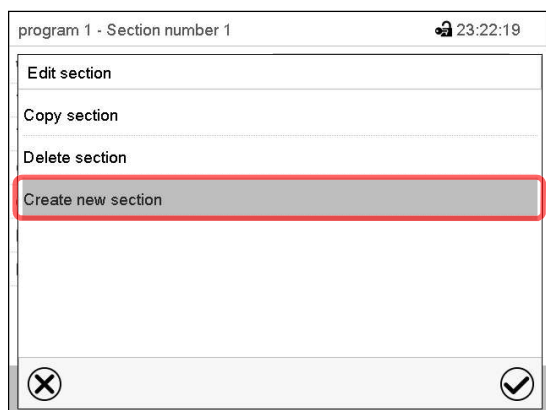 program 1 - Section number 1 23:22:19
Edit section
Copy section
Delete section
Create new section